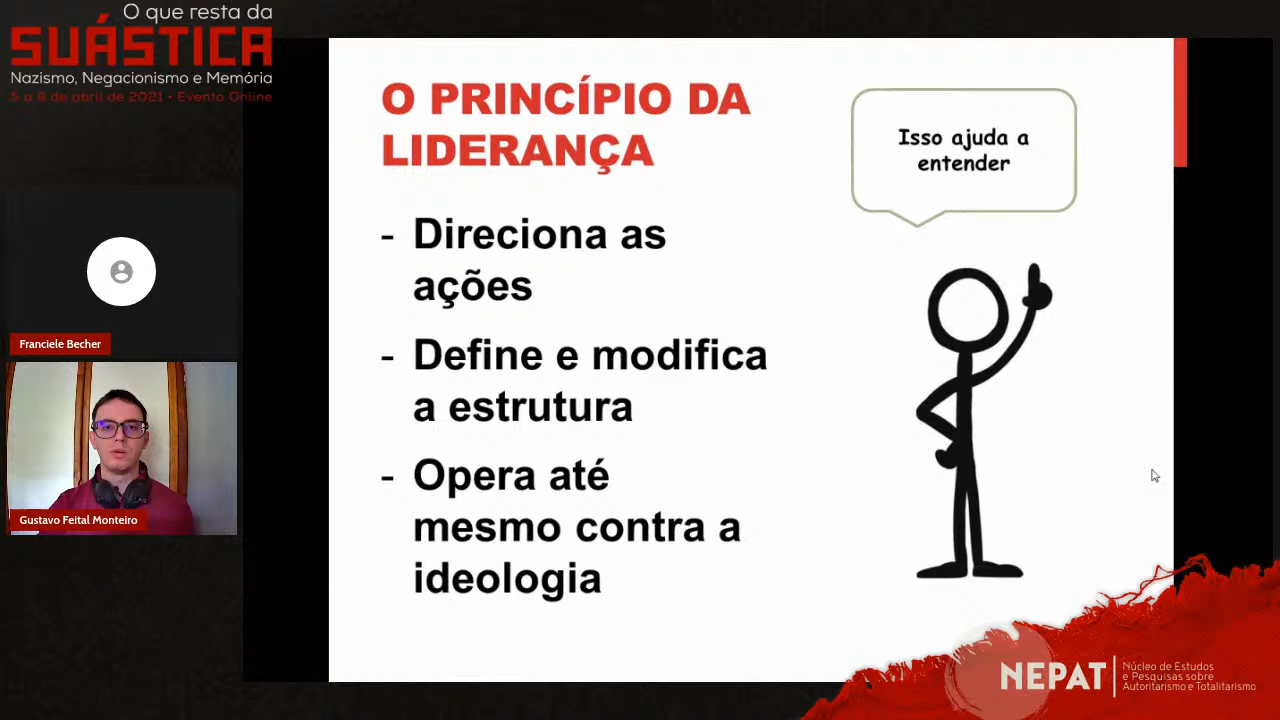 O que resta da
SUÁSTICA
Nazismo, Negacionismo e Memória
5 a 8 de abril de 2021 • Evento Online
O PRINCÍPIO DA
LIDERANÇA
- Direciona as
ações
- Define e modifica
a estrutura
- Opera até
mesmo contra a
ideologia
Isso ajuda a
entender
Franciele Becher
Gustavo Feital Monteiro
NEPAT
Núcleo de Estudos
e Pesquisas sobre
Autoritarismo e Totalitarismo